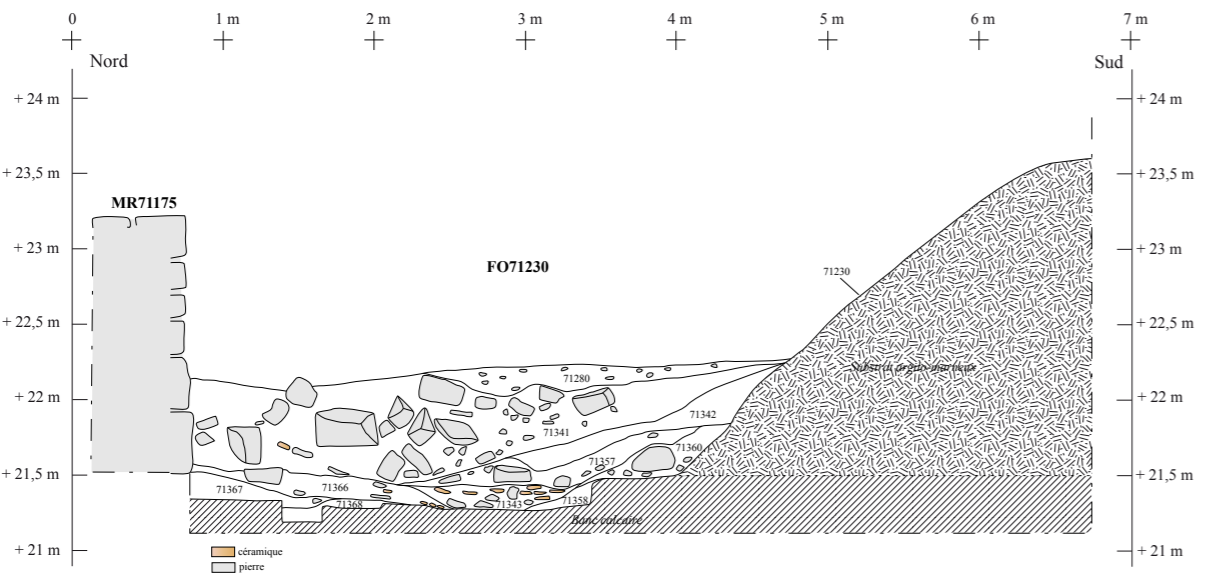 0 1 m 2 m 3 m 4 m 5 m 6 m 7 m
Nord Sud
+ 24 m + 24 m
+ 23,5 m + 23,5 m
MR71175
+ 23 m + 23 m
FO71230
71230
+ 22,5 m + 22,5 m
Substrat argilo-marneux
71280
+ 22 m + 22 m
71342
71341
71360
71357
+ 21,5 m + 21,5 m
71367 71366
71358
71368 71343
Banc calcaire
+ 21 m + 21 m
céramique
pierre